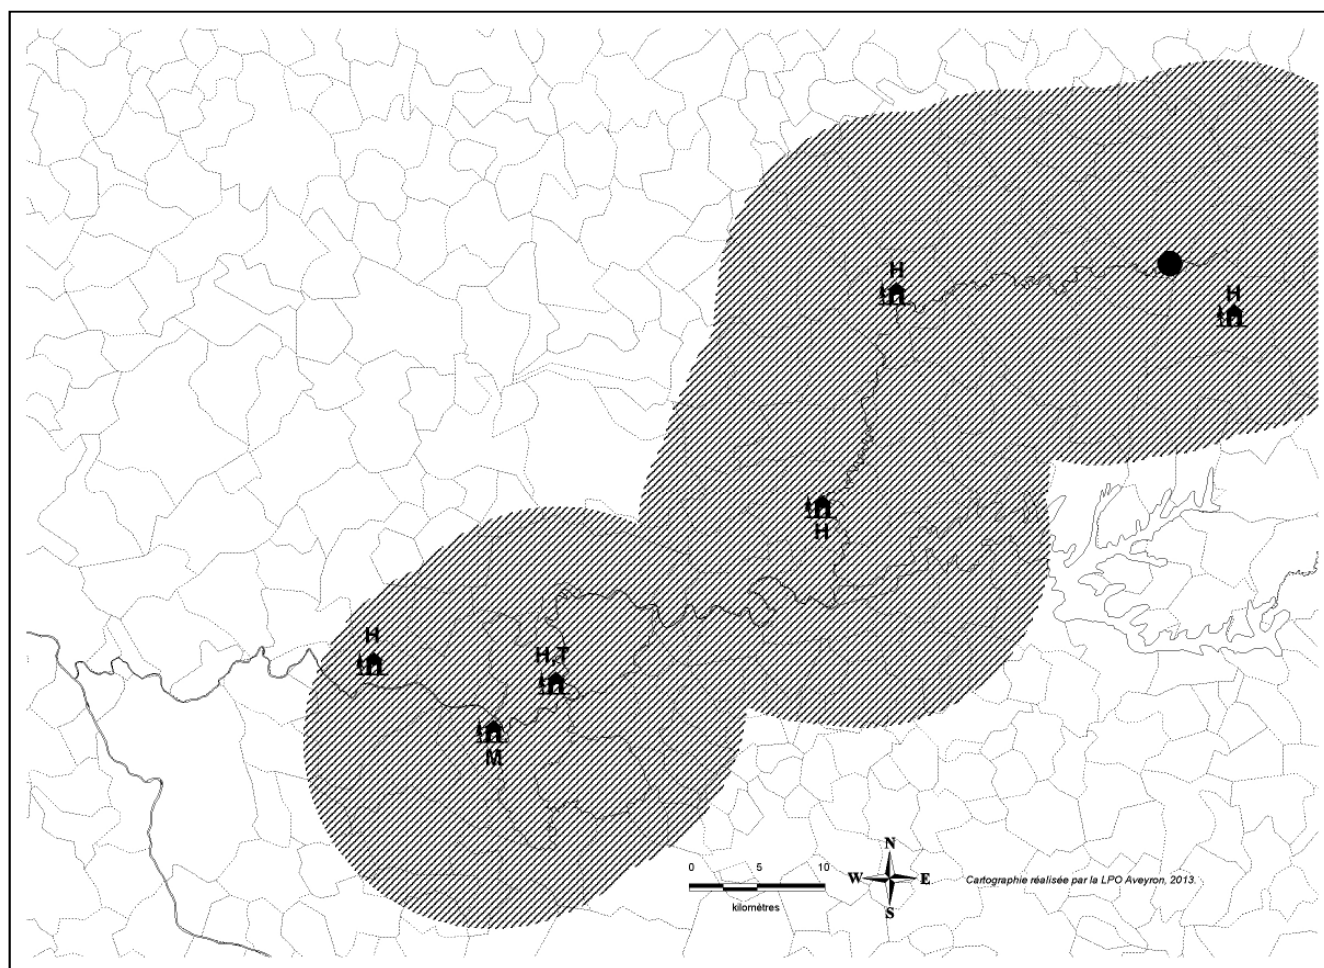 H
H
H
H
H,T
M
N
0 5 10
W E
Cartographie réalisée par la LPO Aveyron, 2013.
kilomètres
S